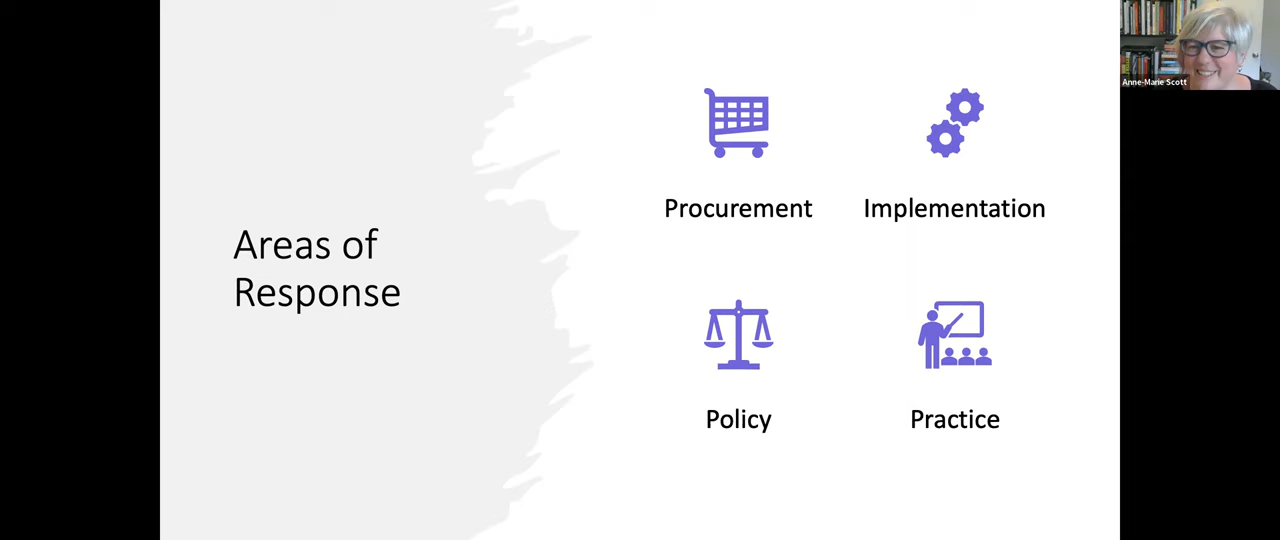 Areas of
Response
Procurement
Implementation
Policy
Practice
Anne-Marie Scott